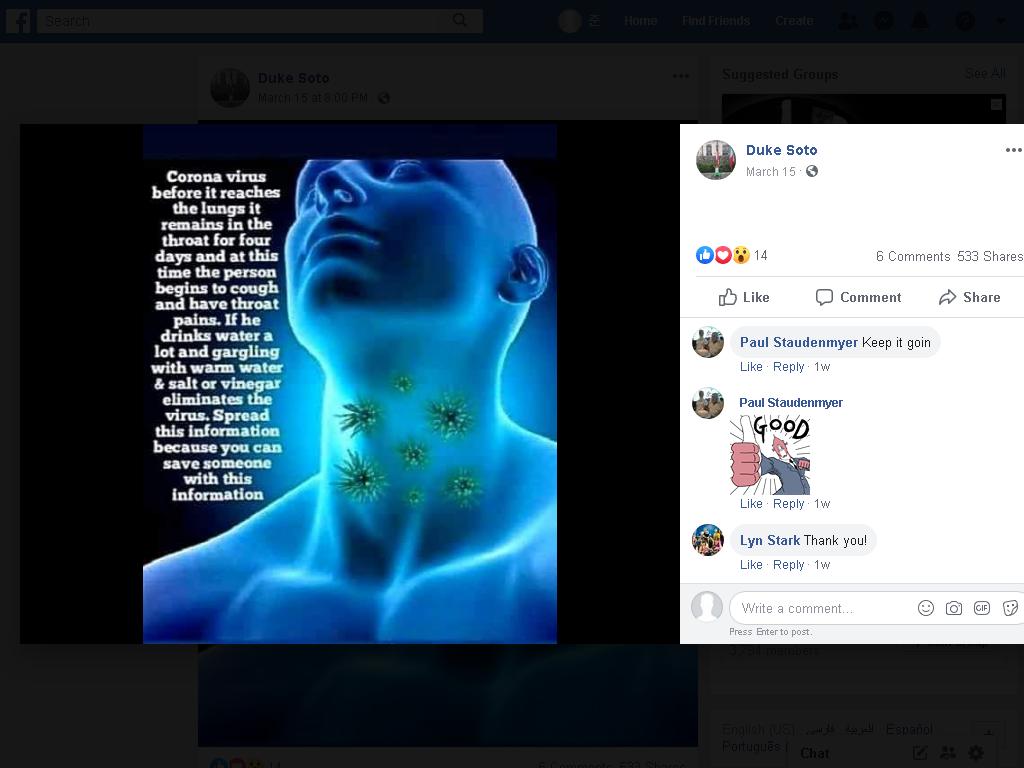 Search
준
Home
Find Friends
Create
Duke Soto
March 15 at 8:00 PM
Suggested Groups
See All
Corona virus
before it reaches
the lungs it
remains in the
throat for four
days and at this
time the person
begins to cough
and have throat
pains. If he
drinks water a
lot and gargling
with warm water
& salt or vinegar
eliminates the
virus. Spread
this information
because you can
save someone
with this
information
Duke Soto
March 15 ·
14
6 Comments 533 Shares
Like
Comment
Share
Paul Staudenmyer Keep it goin
Like · Reply · 1w
Paul Staudenmyer
GOOD
Like · Reply · 1w
Lyn Stark Thank you!
Like · Reply · 1w
Write a comment...
GIF
Press Enter to post.
3,794 members
English (US) · فارسی · العربية · Español
Português
Chat
14
6 Comments 533 Shares